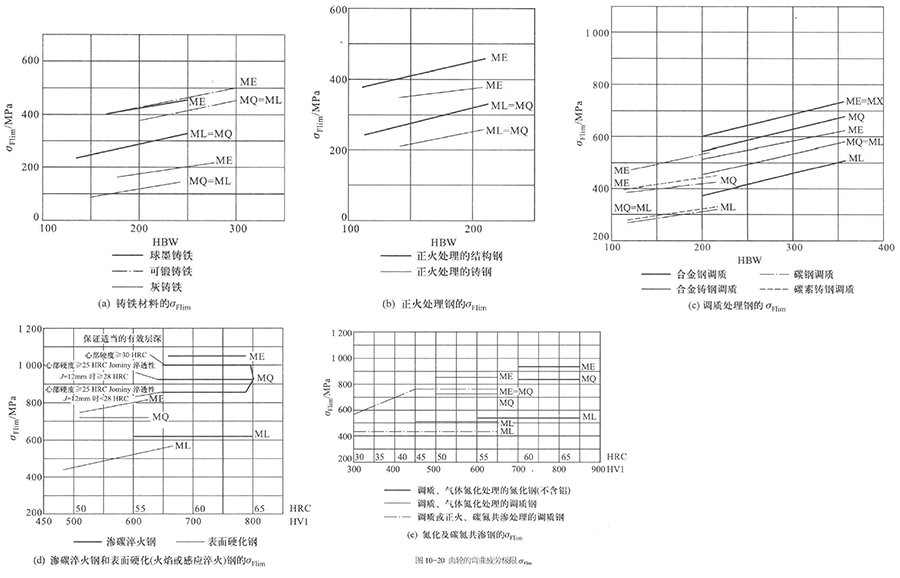 600
400
200
0
σFlim/MPa
ME
ME
MQ=ML
ML=MQ
ME
MQ=ML
100
200
300
HBW
球墨铸铁
可锻铸铁
灰铸铁
(a) 铸铁材料的σFlim
600
400
200
0
σFlim/MPa
ME
ME
ML=MQ
ML=MQ
100
200
HBW
正火处理的结构钢
正火处理的铸钢
(b) 正火处理钢的σFlim
1 000
800
600
400
200
σFlim/MPa
ME=MX
MQ
ME
MQ=ML
ML
ME
ME
MQ
MQ=ML
ML
100
200
300
400
HBW
合金钢调质
碳钢调质
合金铸钢调质
碳素铸钢调质
(c) 调质处理钢的 σFlim
1 200
1 000
800
600
400
200
σFlim/MPa
保证适当的有效层深
心部硬度≥30 HRC
心部硬度≥25 HRC Jominy 淬透性
J=12mm 时≥28 HRC
心部硬度≥25 HRC Jominy 淬透性
J=12mm 时<28 HRC
ME
MQ
ME
MQ
ML
ML
50
55
60
65
HRC
450 500
600
700
800
HV1
渗碳淬火钢
表面硬化钢
(d) 渗碳淬火钢和表面硬化(火焰或感应淬火)钢的σFlim
1 200
1 000
800
600
400
200
σFlim/MPa
ME
ME
MQ
ME=MQ
MQ
ML
ML
ML
30
35
40
45
50
55
60
65
HRC
300
400
500
600
700
800
900
HV1
调质、气体氮化处理的氮化钢(不含铝)
调质、气体氮化处理的调质钢
调质或正火、碳氮共渗处理的调质钢
(e) 氮化及碳氮共渗钢的σFlim
图 10-20 齿轮的弯曲疲劳极限 σFlim